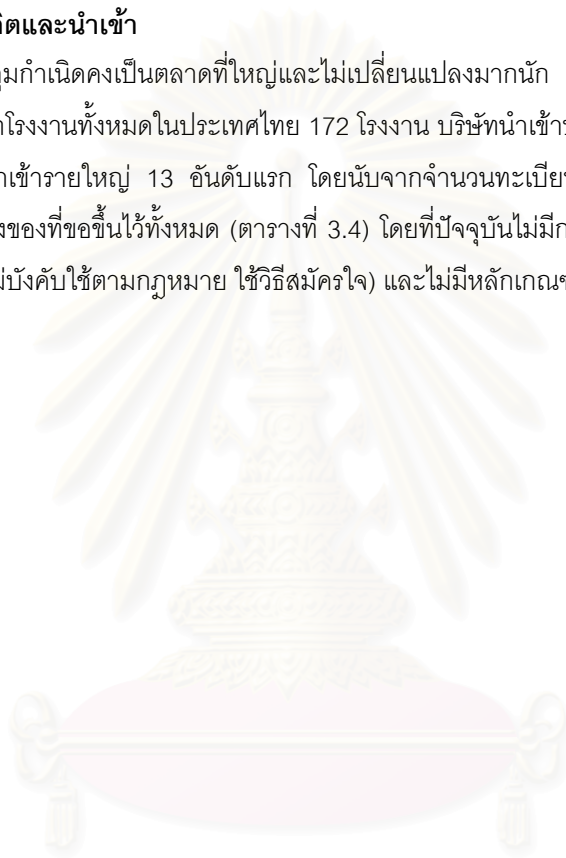 และนำเข้า
กำเนิดคงเป็นตลาดที่ใหญ่และไม่เปลี่ยนแปลงมากนัก
โรงงานทั้งหมดในประเทศไทย 172 โรงงาน บริษัทนำเข้า
เข้ารายใหญ่ 13 อันดับแรก โดยนับจากจำนวนทะเบีย
ของที่ขอขึ้นไว้ทั้งหมด (ตารางที่ 3.4) โดยที่ปัจจุบันไม่มี
บังคับใช้ตามกฎหมาย ใช้วิธีสมัครใจ) และไม่มีหลักเกณ